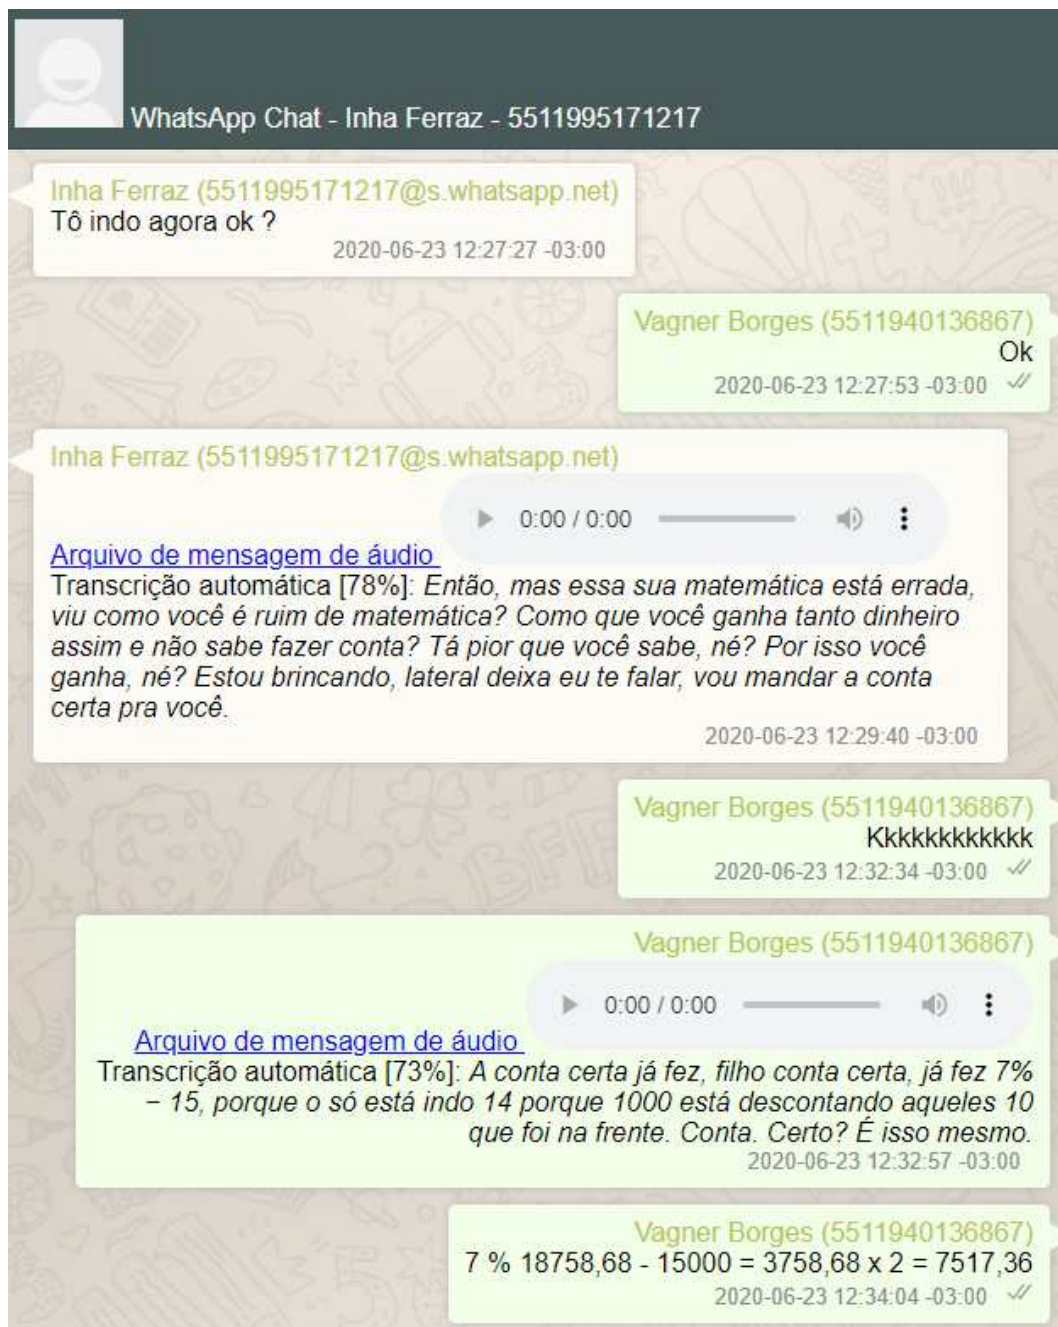 WhatsApp Chat - Inha Ferraz - 5511995171217
Inha Ferraz (5511995171217@s.whatsapp.net)
Tô indo agora ok ?
2020-06-23 12:27:27 -03:00
Vagner Borges (5511940136867)
Ok
2020-06-23 12:27:53 -03:00
Inha Ferraz (5511995171217@s.whatsapp.net)
0:00 / 0:00
Arquivo de mensagem de áudio
Transcrição automática [78%]: Então, mas essa sua matemática está errada,
viu como você é ruim de matemática? Como que você ganha tanto dinheiro
assim e não sabe fazer conta? Tá pior que você sabe, né? Por isso você
ganha, né? Estou brincando, lateral deixa eu te falar, vou mandar a conta
certa pra você.
2020-06-23 12:29:40 -03:00
Vagner Borges (5511940136867)
Kkkkkkkkkkkk
2020-06-23 12:32:34 -03:00
Vagner Borges (5511940136867)
0:00 / 0:00
Arquivo de mensagem de áudio
Transcrição automática [73%]: A conta certa já fez, filho conta certa, já fez 7%
− 15, porque o só está indo 14 porque 1000 está descontando aqueles 10
que foi na frente. Conta. Certo? É isso mesmo.
2020-06-23 12:32:57 -03:00
Vagner Borges (5511940136867)
7 % 18758,68 - 15000 = 3758,68 x 2 = 7517,36
2020-06-23 12:34:04 -03:00